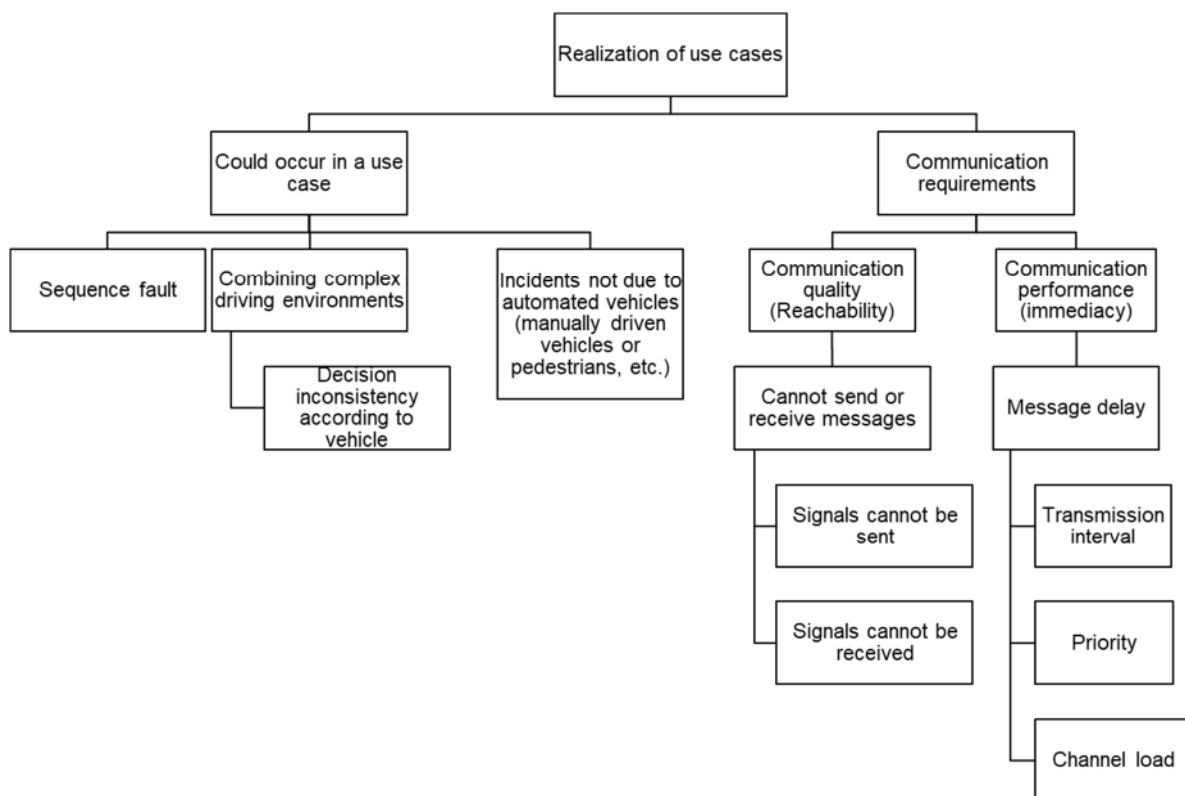 Realization of use cases
Could occur in a use
case
Communication
requirements
Sequence fault
Combining complex
driving environments
Incidents not due to
automated vehicles
(manually driven
vehicles or
pedestrians, etc.)
Communication
quality
(Reachability)
Communication
performance
(immediacy)
Decision
inconsistency
according to
vehicle
Cannot send or
receive messages
Message delay
Signals cannot be
sent
Transmission
interval
Signals cannot be
received
Priority
Channel load